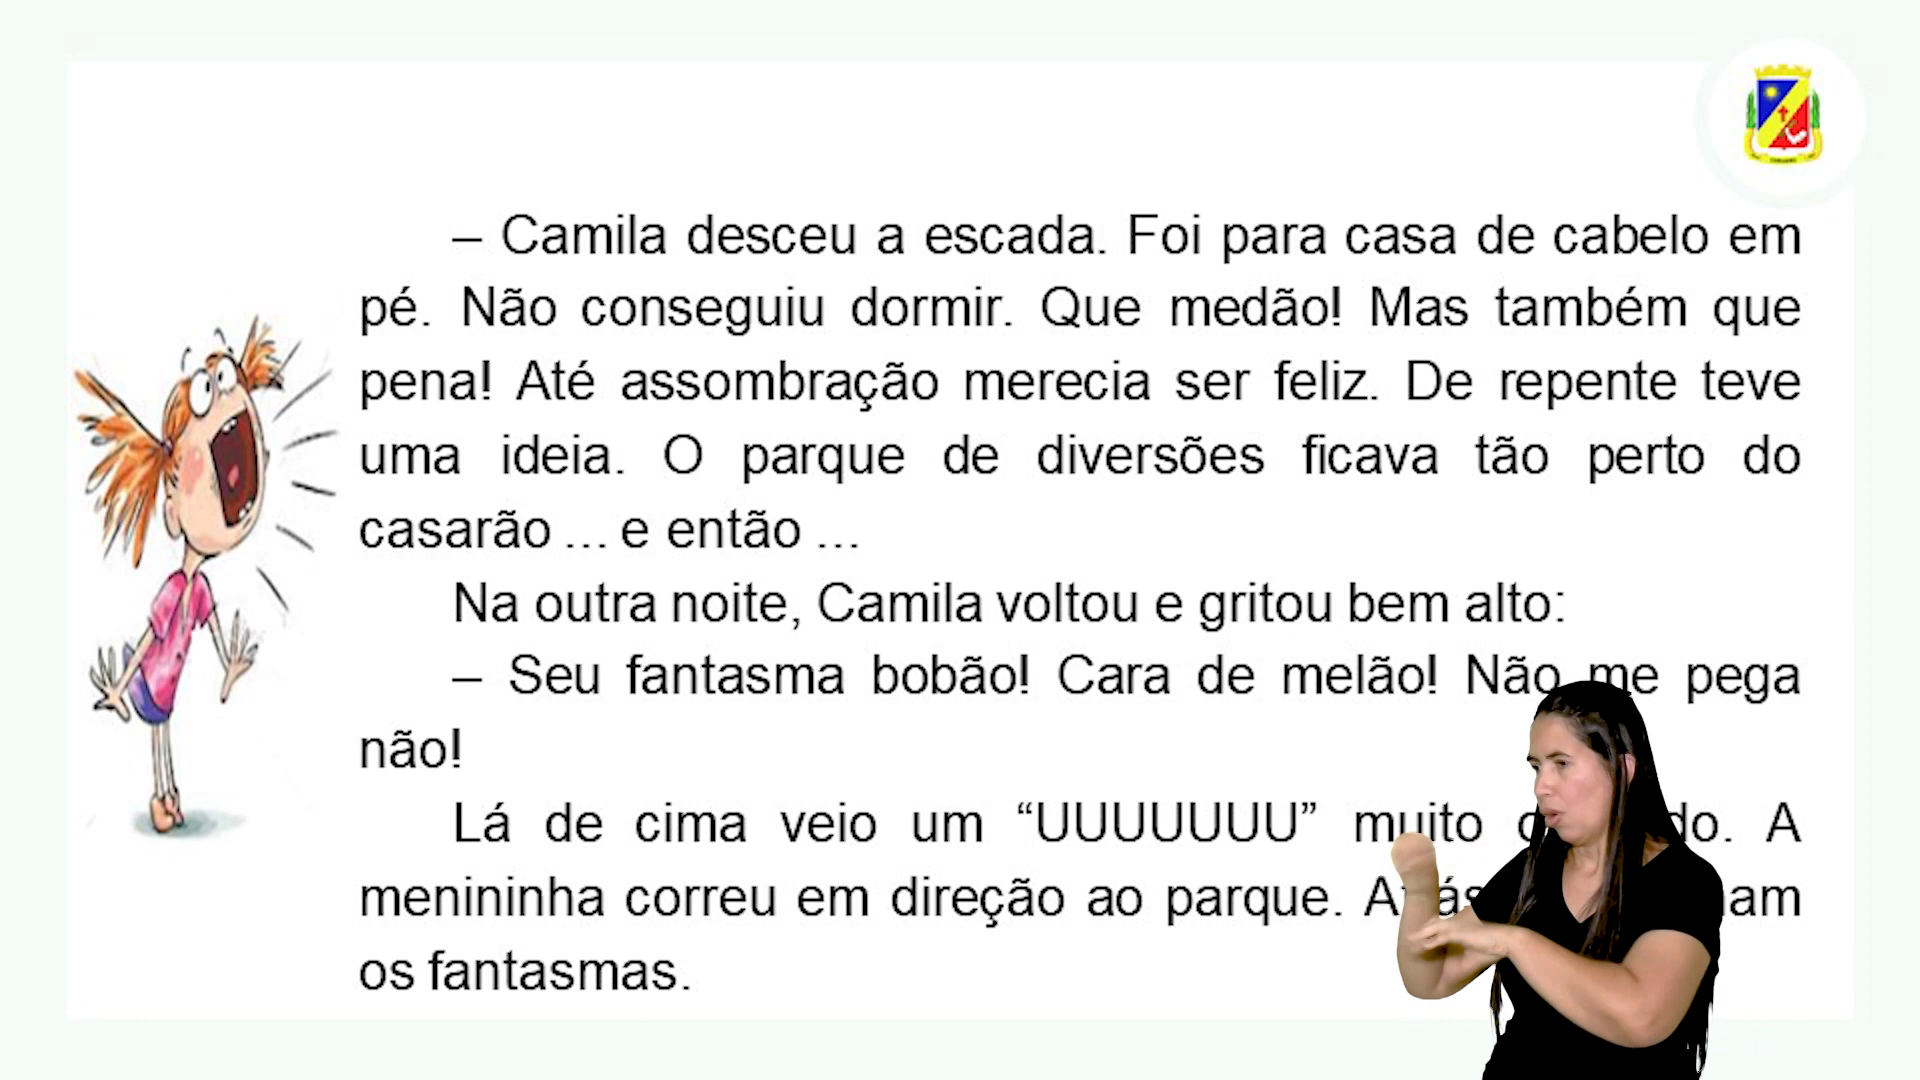 – Camila desceu a escada. Foi para casa de cabelo em
pé. Não conseguiu dormir. Que medão! Mas também que
pena! Até assombração merecia ser feliz. De repente teve
uma ideia. O parque de diversões ficava tão perto do
casarão ... e então ...
Na outra noite, Camila voltou e gritou bem alto:
– Seu fantasma bobão! Cara de melão! Não me pega
não!
Lá de cima veio um “UUUUUUU” muito A
menininha correu em direção ao parque.
os fantasmas.